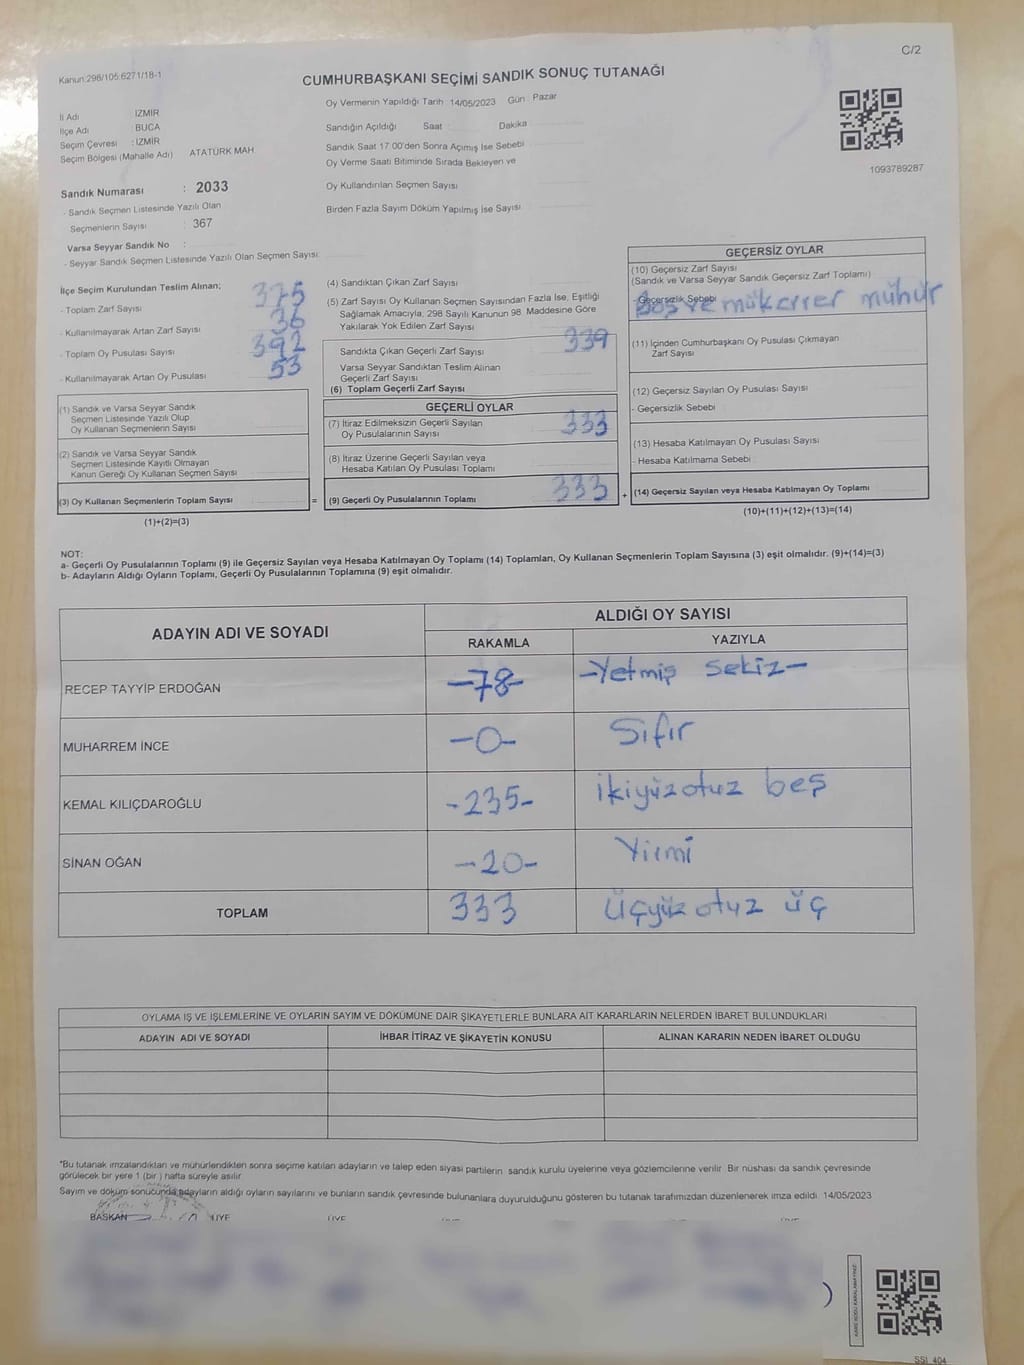 C/2
Kanun:298/105:6271/18-1
CUMHURBAŞKANI SEÇİMİ SANDIK SONUÇ TUTANAĞI
İl Adı IZMIR
İlçe Adı BUCA
Seçim Çevresi : IZMIR
Seçim Bölgesi (Mahalle Adı) ATATÜRK MAH.
Sandık Numarası : 2033
- Sandık Seçmen Listesinde Yazılı Olan
Seçmenlerin Sayısı : 367
Varsa Seyyar Sandık No :
- Seyyar Sandık Seçmen Listesinde Yazılı Olan Seçmen Sayısı:
Oy Vermenin Yapıldığı Tarih 14/05/2023 Gün Pazar
Sandığın Açıldığı Saat Dakika
Sandık Saat 17.00'den Sonra Açımış İse Sebebi
Oy Verme Saati Bitiminde Sırada Bekleyen ve
Oy Kullandırılan Seçmen Sayısı
Birden Fazla Sayım Döküm Yapılmış İse Sayısı
1093789287
İlçe Seçim Kurulundan Teslim Alınan;
- Toplam Zarf Sayısı 375
- Kullanılmayarak Artan Zarf Sayısı 36
- Toplam Oy Pusulası Sayısı 392
- Kullanılmayarak Artan Oy Pusulası 53
(1) Sandık ve Varsa Seyyar Sandık
Seçmen Listesinde Yazılı Olup
Oy Kullanan Seçmenlerin Sayısı
(2) Sandık ve Varsa Seyyar Sandık
Seçmen Listesinde Kayıtlı Olmayan
Kanun Gereği Oy Kullanan Seçmen Sayısı
(3) Oy Kullanan Seçmenlerin Toplam Sayısı =
(1)+(2)=(3)
(4) Sandıktan Çıkan Zarf Sayısı
(5) Zarf Sayısı Oy Kullanan Seçmen Sayısından Fazla İse, Eşitliği
Sağlamak Amacıyla, 298 Sayılı Kanunun 98. Maddesine Göre
Yakılarak Yok Edilen Zarf Sayısı
Sandıkta Çıkan Geçerli Zarf Sayısı 339
Varsa Seyyar Sandıktan Teslim Alınan
Geçerli Zarf Sayısı
(6) Toplam Geçerli Zarf Sayısı
GEÇERLİ OYLAR
(7) İtiraz Edilmeksizin Geçerli Sayılan
Oy Pusulalarının Sayısı 333
(8) İtiraz Üzerine Geçerli Sayılan veya
Hesaba Katılan Oy Pusulası Toplamı
(9) Geçerli Oy Pusulalarının Toplamı 333 +
GEÇERSİZ OYLAR
(10) Geçersiz Zarf Sayısı
(Sandık ve Varsa Seyyar Sandık Geçersiz Zarf Toplamı)
- Geçersizlik Sebebi Boş ve mükerrer mühür
(11) İçinden Cumhurbaşkanı Oy Pusulası Çıkmayan
Zarf Sayısı
(12) Geçersiz Sayılan Oy Pusulası Sayısı
- Geçersizlik Sebebi
(13) Hesaba Katılmayan Oy Pusulası Sayısı
- Hesaba Katılmama Sebebi
(14) Geçersiz Sayılan veya Hesaba Katılmayan Oy Toplamı
(10)+(11)+(12)+(13)=(14)
NOT:
a- Geçerli Oy Pusulalarının Toplamı (9) ile Geçersiz Sayılan veya Hesaba Katılmayan Oy Toplamı (14) Toplamları, Oy Kullanan Seçmenlerin Toplam Sayısına (3) eşit olmalıdır. (9)+(14)=(3)
b- Adayların Aldığı Oyların Toplamı, Geçerli Oy Pusulalarının Toplamına (9) eşit olmalıdır.
ADAYIN ADI VE SOYADI ALDIĞI OY SAYISI
RAKAMLA YAZIYLA
RECEP TAYYİP ERDOĞAN -78- -Yetmiş Sekiz-
MUHARREM İNCE -0- Sıfır
KEMAL KILIÇDAROĞLU -235- ikiyüzotuz beş
SİNAN OĞAN -20- Yirmi
TOPLAM 333 Üçyüz otuz üç
OYLAMA İŞ VE İŞLEMLERİNE VE OYLARIN SAYIM VE DÖKÜMÜNE DAİR ŞİKAYETLERLE BUNLARA AİT KARARLARIN NELERDEN İBARET BULUNDUKLARI
ADAYIN ADI VE SOYADI İHBAR İTİRAZ VE ŞİKAYETİN KONUSU ALINAN KARARIN NEDEN İBARET OLDUĞU
*Bu tutanak imzalandıktan ve mühürlendikten sonra seçime katılan adayların ve talep eden siyasi partilerin sandık kurulu üyelerine veya gözlemcilerine verilir. Bir nüshası da sandık çevresinde
görülecek bir yere 1 (bir) hafta süreyle asılır.
Sayım ve döküm sonucunda adayların aldığı oyların sayılarını ve bunların sandık çevresinde bulunanlara duyurulduğunu gösteren bu tutanak tarafımızdan düzenlenerek imza edildi. 14/05/2023
BAŞKAN ÜYE ÜYE
KARE KODU KARALAMAYINIZ
SSI_404